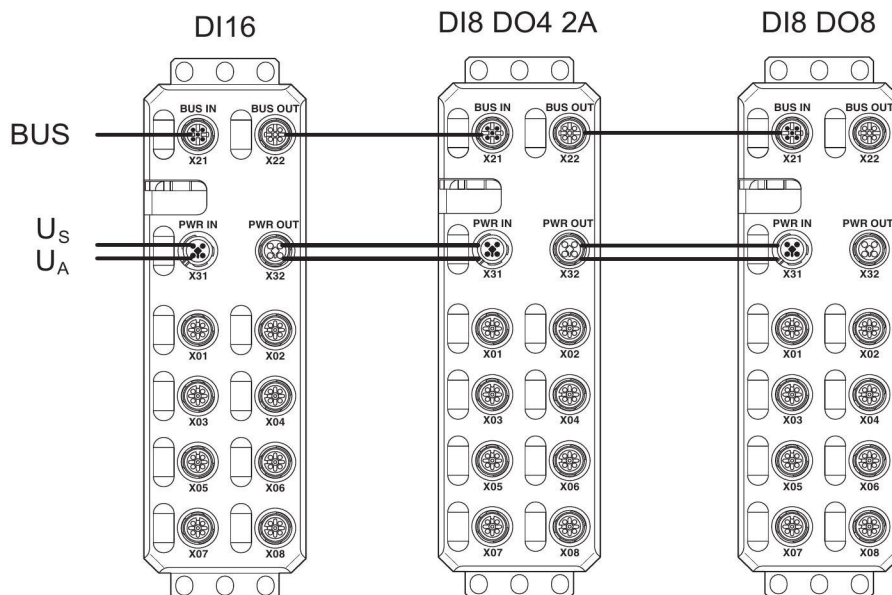 DI16 DI8 DO4 2A DI8 DO8
BUS IN BUS OUT BUS IN BUS OUT BUS IN BUS OUT
BUS
X21 X22 X21 X22 X21 X22
PWR IN PWR OUT PWR IN PWR OUT PWR IN PWR OUT
U_S
U_A
X31 X32 X31 X32 X31 X32
X01 X02 X01 X02 X01 X02
X03 X04 X03 X04 X03 X04
X05 X06 X05 X06 X05 X06
X07 X08 X07 X08 X07 X08